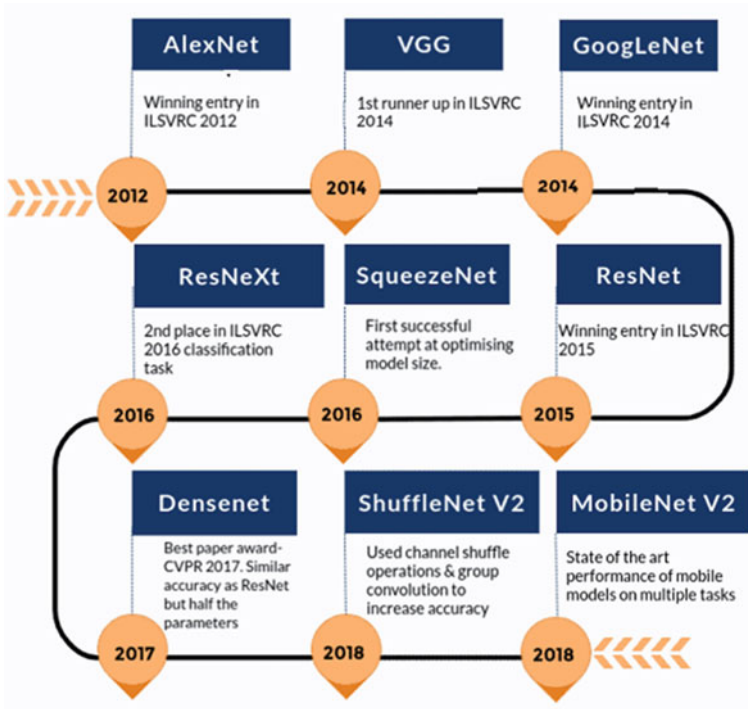 AlexNet
Winning entry in
ILSVRC 2012
2012
VGG
1st runner up in ILSVRC
2014
2014
GoogLeNet
Winning entry in
ILSVRC 2014
2014
ResNeXt
2nd place in ILSVRC
2016 classification
task
2016
SqueezeNet
First successful
attempt at optimising
model size.
2016
ResNet
Winning entry in ILSVRC
2015
2015
Densenet
Best paper award-
CVPR 2017. Similar
accuracy as ResNet
but half the
parameters
2017
ShuffleNet V2
Used channel shuffle
operations & group
convolution to
increase accuracy
2018
MobileNet V2
State of the art
performance of mobile
models on multiple tasks
2018